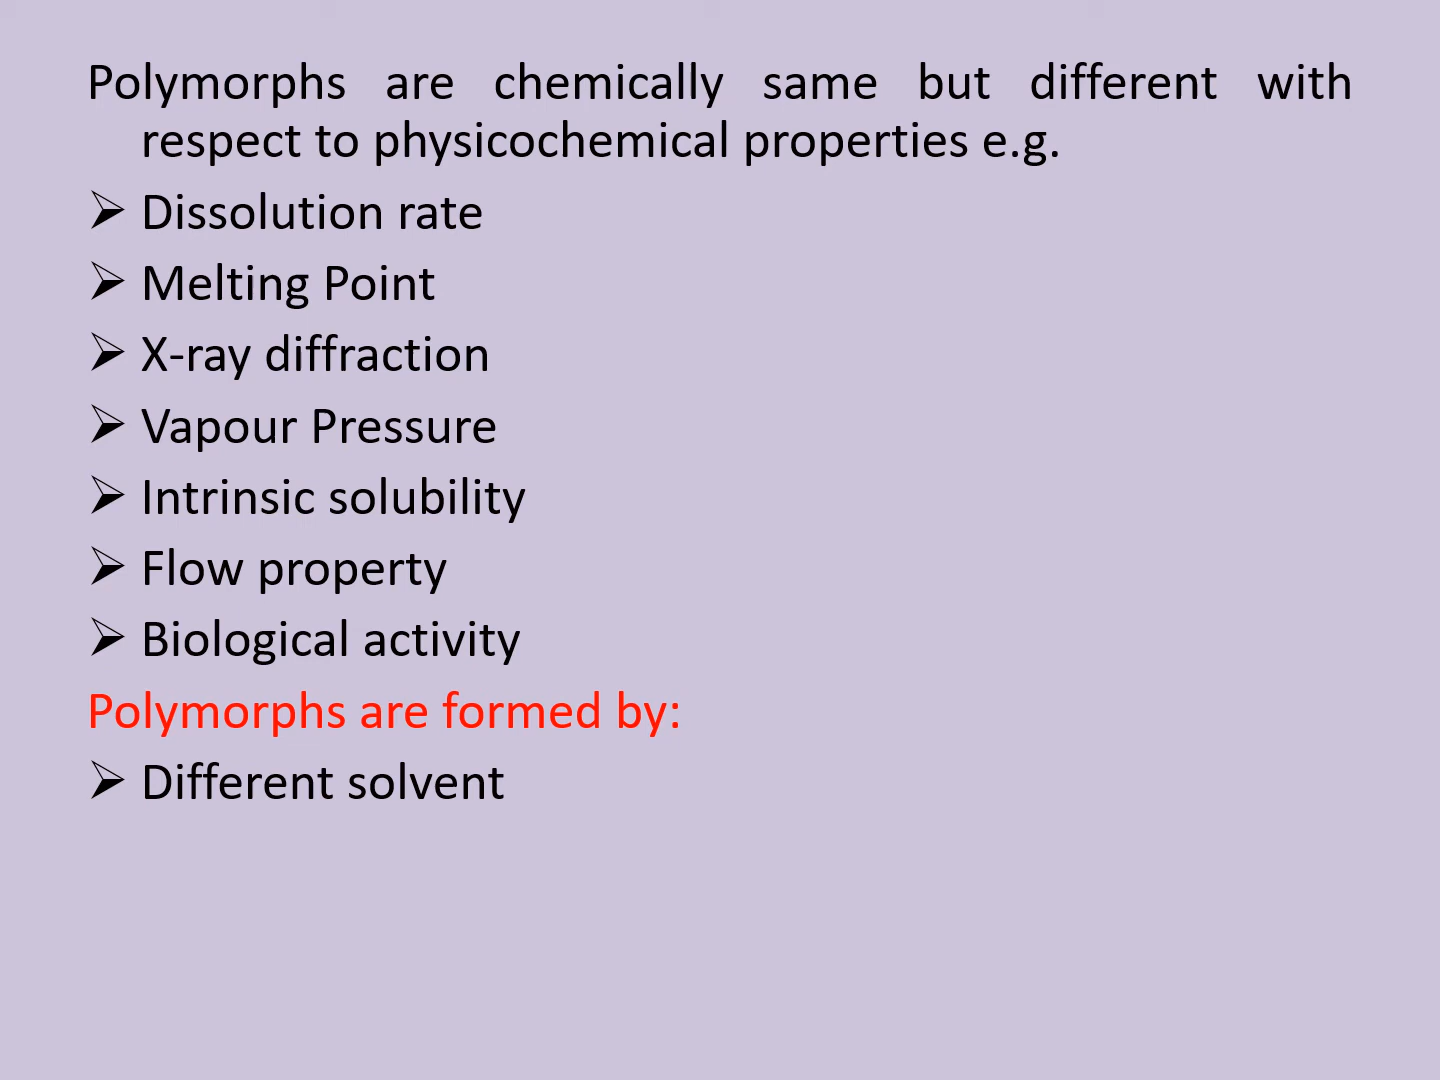 Polymorphs are chemically same but different with
respect to physicochemical properties e.g.
➢ Dissolution rate
➢ Melting Point
➢ X-ray diffraction
➢ Vapour Pressure
➢ Intrinsic solubility
➢ Flow property
➢ Biological activity
Polymorphs are formed by:
➢ Different solvent